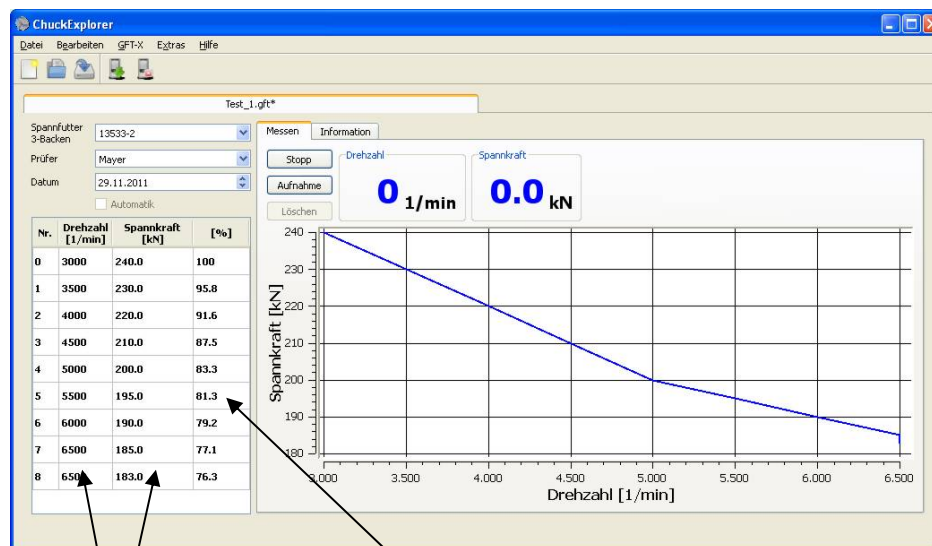 ChuckExplorer
Datei Bearbeiten GFT-X Extras Hilfe
Test_1.gft*
Spannfutter
3-Backen
13533-2
Prüfer Mayer
Datum 29.11.2011
Automatik
Nr. Drehzahl [1/min] Spannkraft [kN] [%]
0 3000 240.0 100
1 3500 230.0 95.8
2 4000 220.0 91.6
3 4500 210.0 87.5
4 5000 200.0 83.3
5 5500 195.0 81.3
6 6000 190.0 79.2
7 6500 185.0 77.1
8 6500 183.0 76.3
Messen Information
Stopp
Aufnahme
Löschen
Drehzahl
0 1/min
Spannkraft
0.0 kN
Spannkraft [kN]
240
230
220
210
200
190
180
3.000 3.500 4.000 4.500 5.000 5.500 6.000 6.500
Drehzahl [1/min]